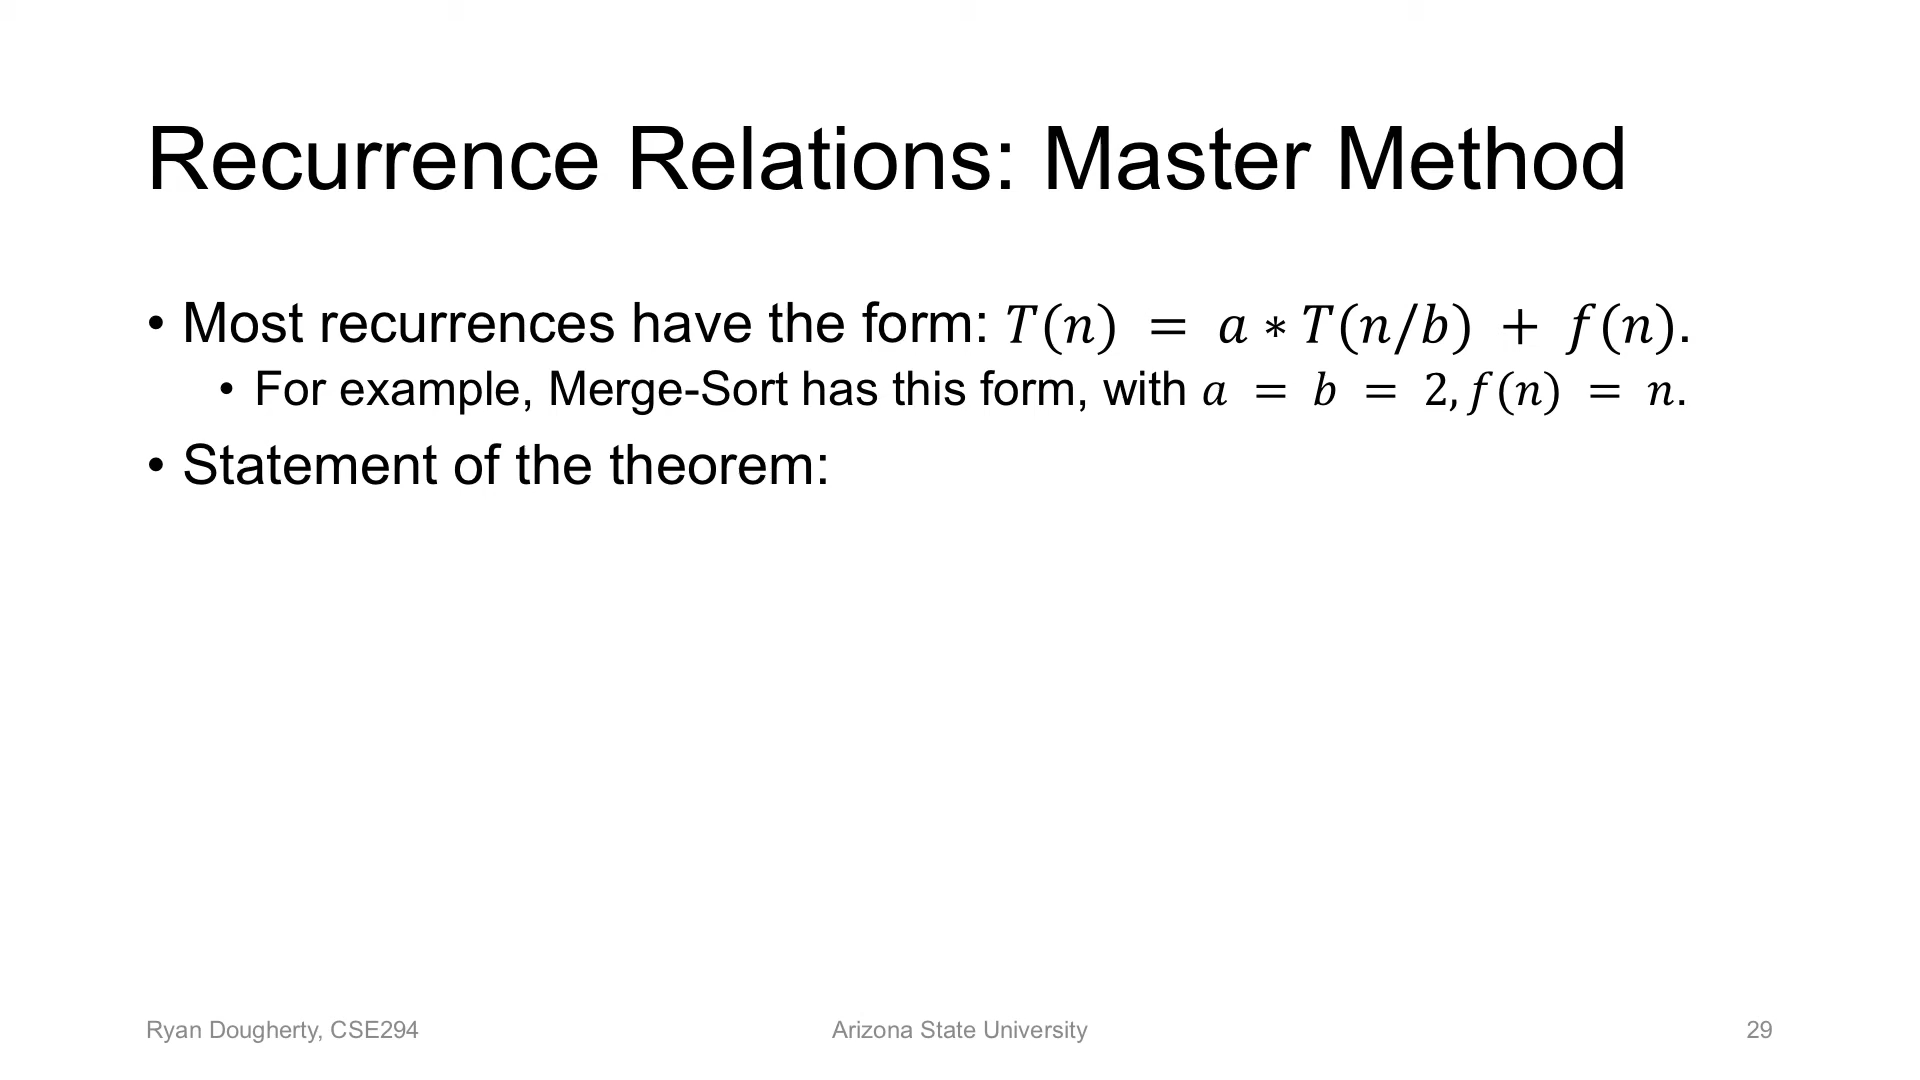 Recurrence Relations: Master Method
• Most recurrences have the form: 𝑇(𝑛) = 𝑎 ∗ 𝑇(𝑛/𝑏) + 𝑓(𝑛).
• For example, Merge-Sort has this form, with 𝑎 = 𝑏 = 2, 𝑓(𝑛) = 𝑛.
• Statement of the theorem:
Ryan Dougherty, CSE294
Arizona State University
29